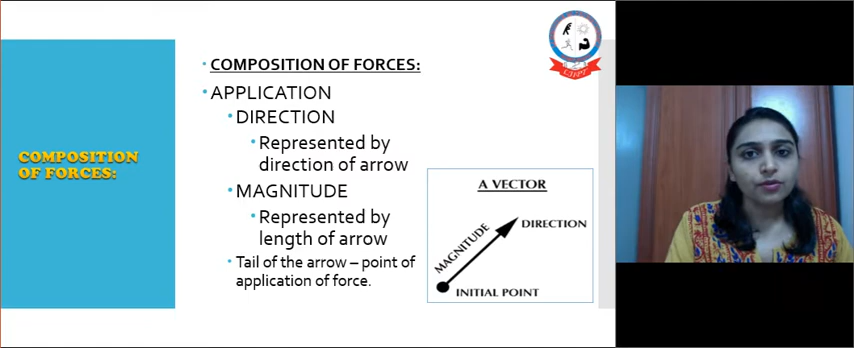 COMPOSITION
OF FORCES:
• COMPOSITION OF FORCES:
• APPLICATION
• DIRECTION
• Represented by
direction of arrow
• MAGNITUDE
• Represented by
length of arrow
• Tail of the arrow – point of
application of force.
A VECTOR
MAGNITUDE
DIRECTION
INITIAL POINT